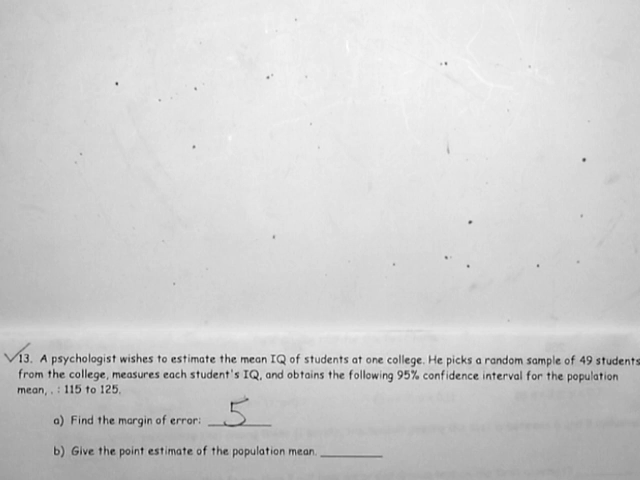 ✓13. A psychologist wishes to estimate the mean IQ of students at one college. He picks a random sample of 49 students
from the college, measures each student's IQ, and obtains the following 95% confidence interval for the population
mean, . : 115 to 125.
a) Find the margin of error: 5
b) Give the point estimate of the population mean. ________